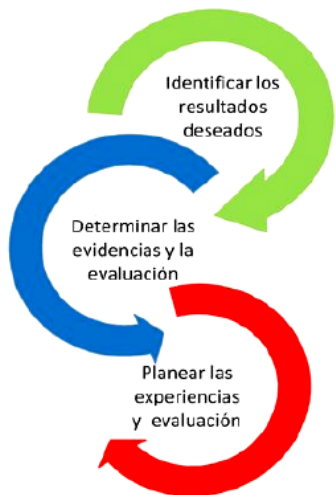 Identificar los
resultados
deseados
Determinar las
evidencias y la
evaluación
Planear las
experiencias
y evaluación